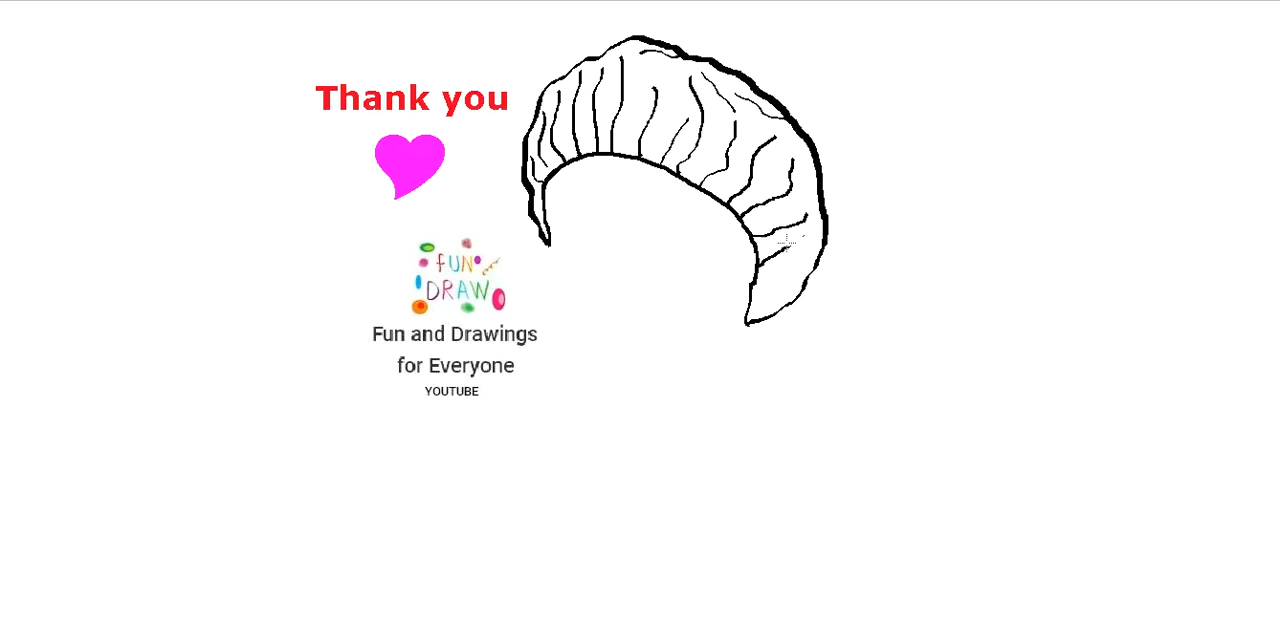 Thank you
FUN
DRAW
Fun and Drawings
for Everyone
YOUTUBE